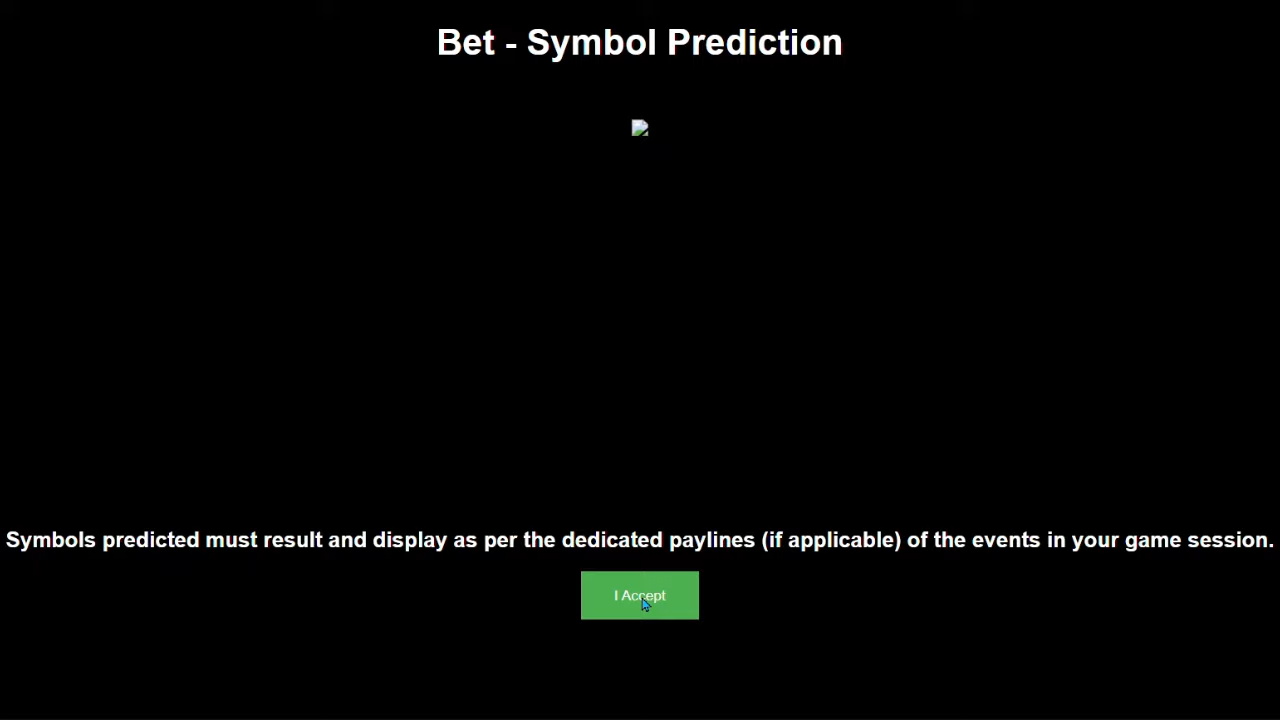 Bet - Symbol Prediction
Symbols predicted must result and display as per the dedicated paylines (if applicable) of the events in your game session.
I Accept